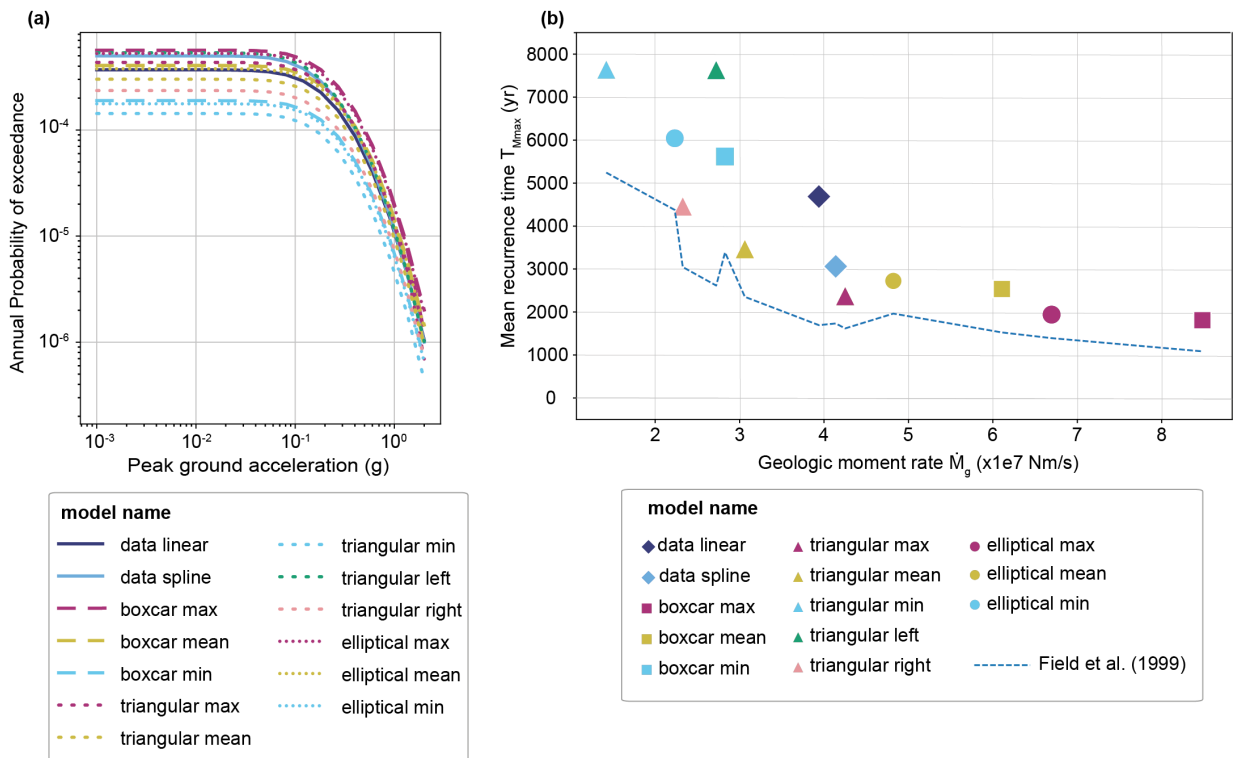 (a)
Annual Probability of exceedance
10⁻⁴
10⁻⁵
10⁻⁶
10⁻³ 10⁻² 10⁻¹ 10⁰
Peak ground acceleration (g)
model name
data linear
data spline
boxcar max
boxcar mean
boxcar min
triangular max
triangular mean
triangular min
triangular left
triangular right
elliptical max
elliptical mean
elliptical min
(b)
Mean recurrence time T_Mmax (yr)
8000
7000
6000
5000
4000
3000
2000
1000
0
2 3 4 5 6 7 8
Geologic moment rate Ṁ_g (x1e7 Nm/s)
model name
data linear
data spline
boxcar max
boxcar mean
boxcar min
triangular max
triangular mean
triangular min
triangular left
triangular right
elliptical max
elliptical mean
elliptical min
Field et al. (1999)